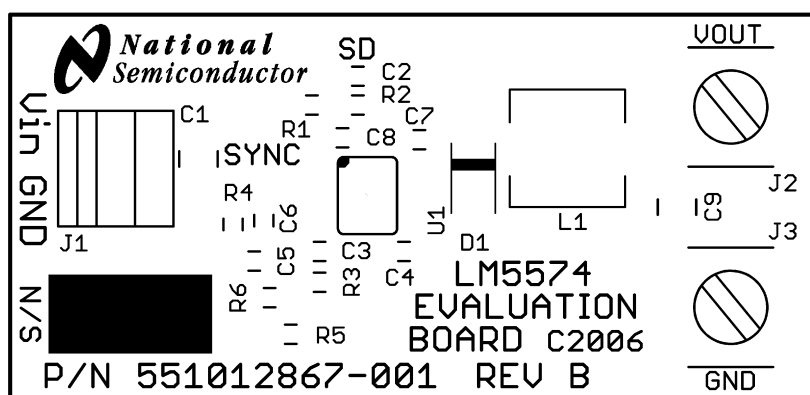 National
Semiconductor
SD
VOUT
C2
R2
C7
R1
C8
C1
Vin GND
SYNC
R4
C6
U1
D1
L1
C9
J2
J3
J1
C5
C3
C4
R3
R6
R5
N/S
LM5574
EVALUATION
BOARD C2006
P/N 551012867-001 REV B
GND